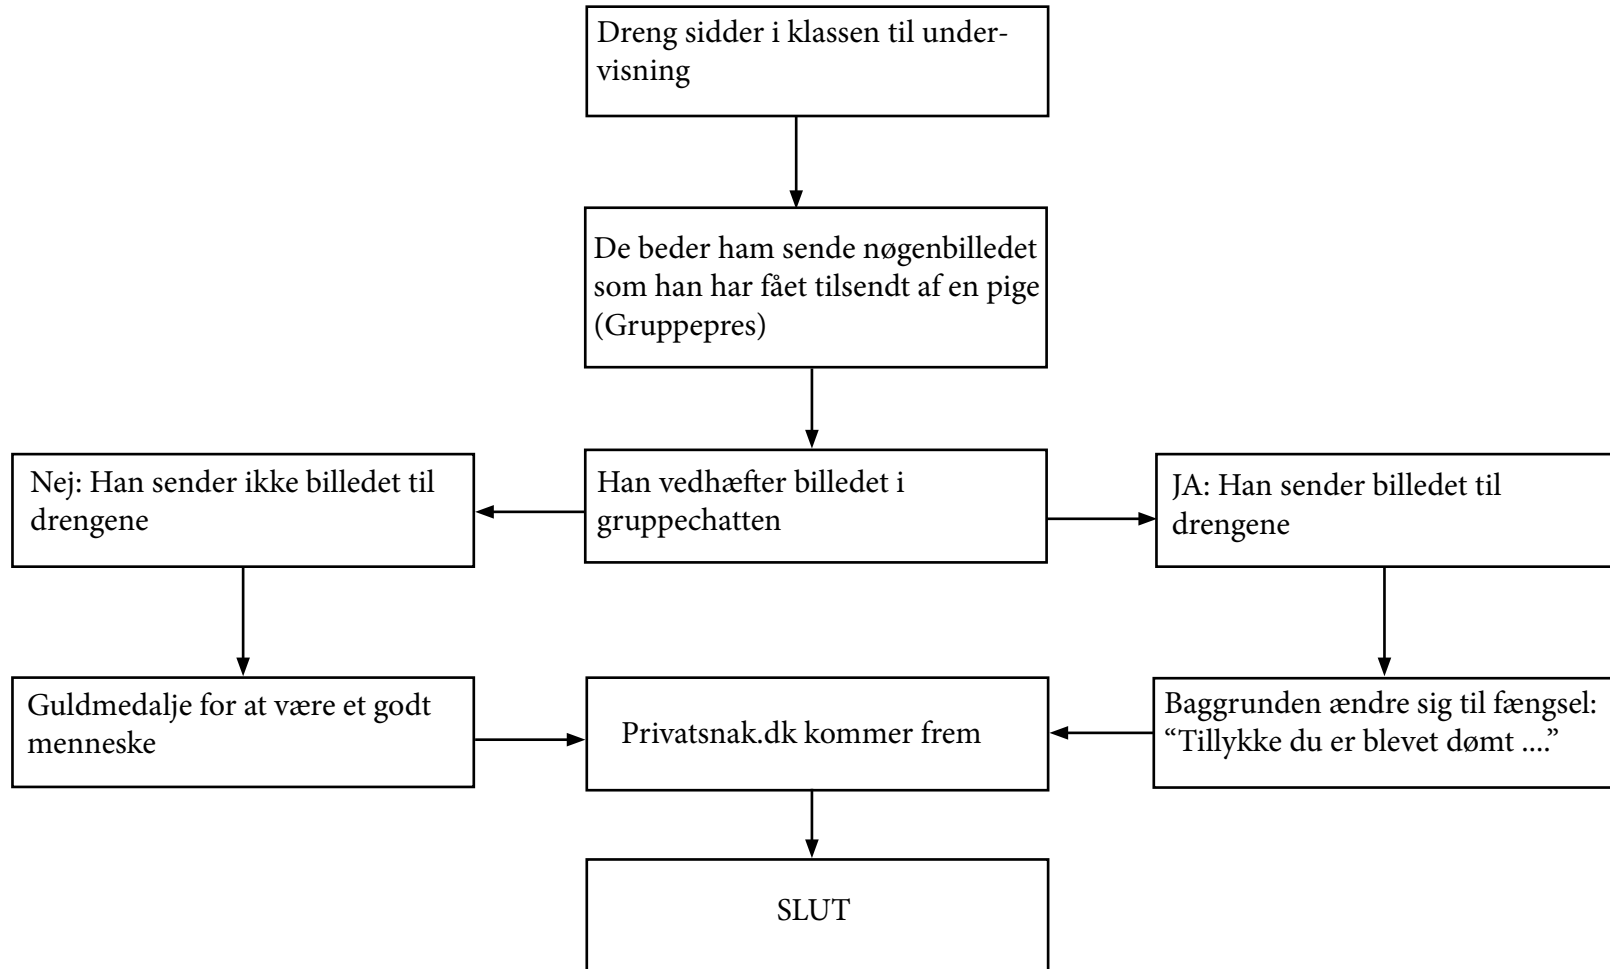 Dreng sidder i klassen til under-
visning
De beder ham sende nøgenbilledet
som han har fået tilsendt af en pige
(Gruppepres)
Nej: Han sender ikke billedet til
drengene
Han vedhæfter billedet i
gruppechatten
JA: Han sender billedet til
drengene
Guldmedalje for at være et godt
menneske
Privatsnak.dk kommer frem
Baggrunden ændre sig til fængsel:
“Tillykke du er blevet dømt ....”
SLUT